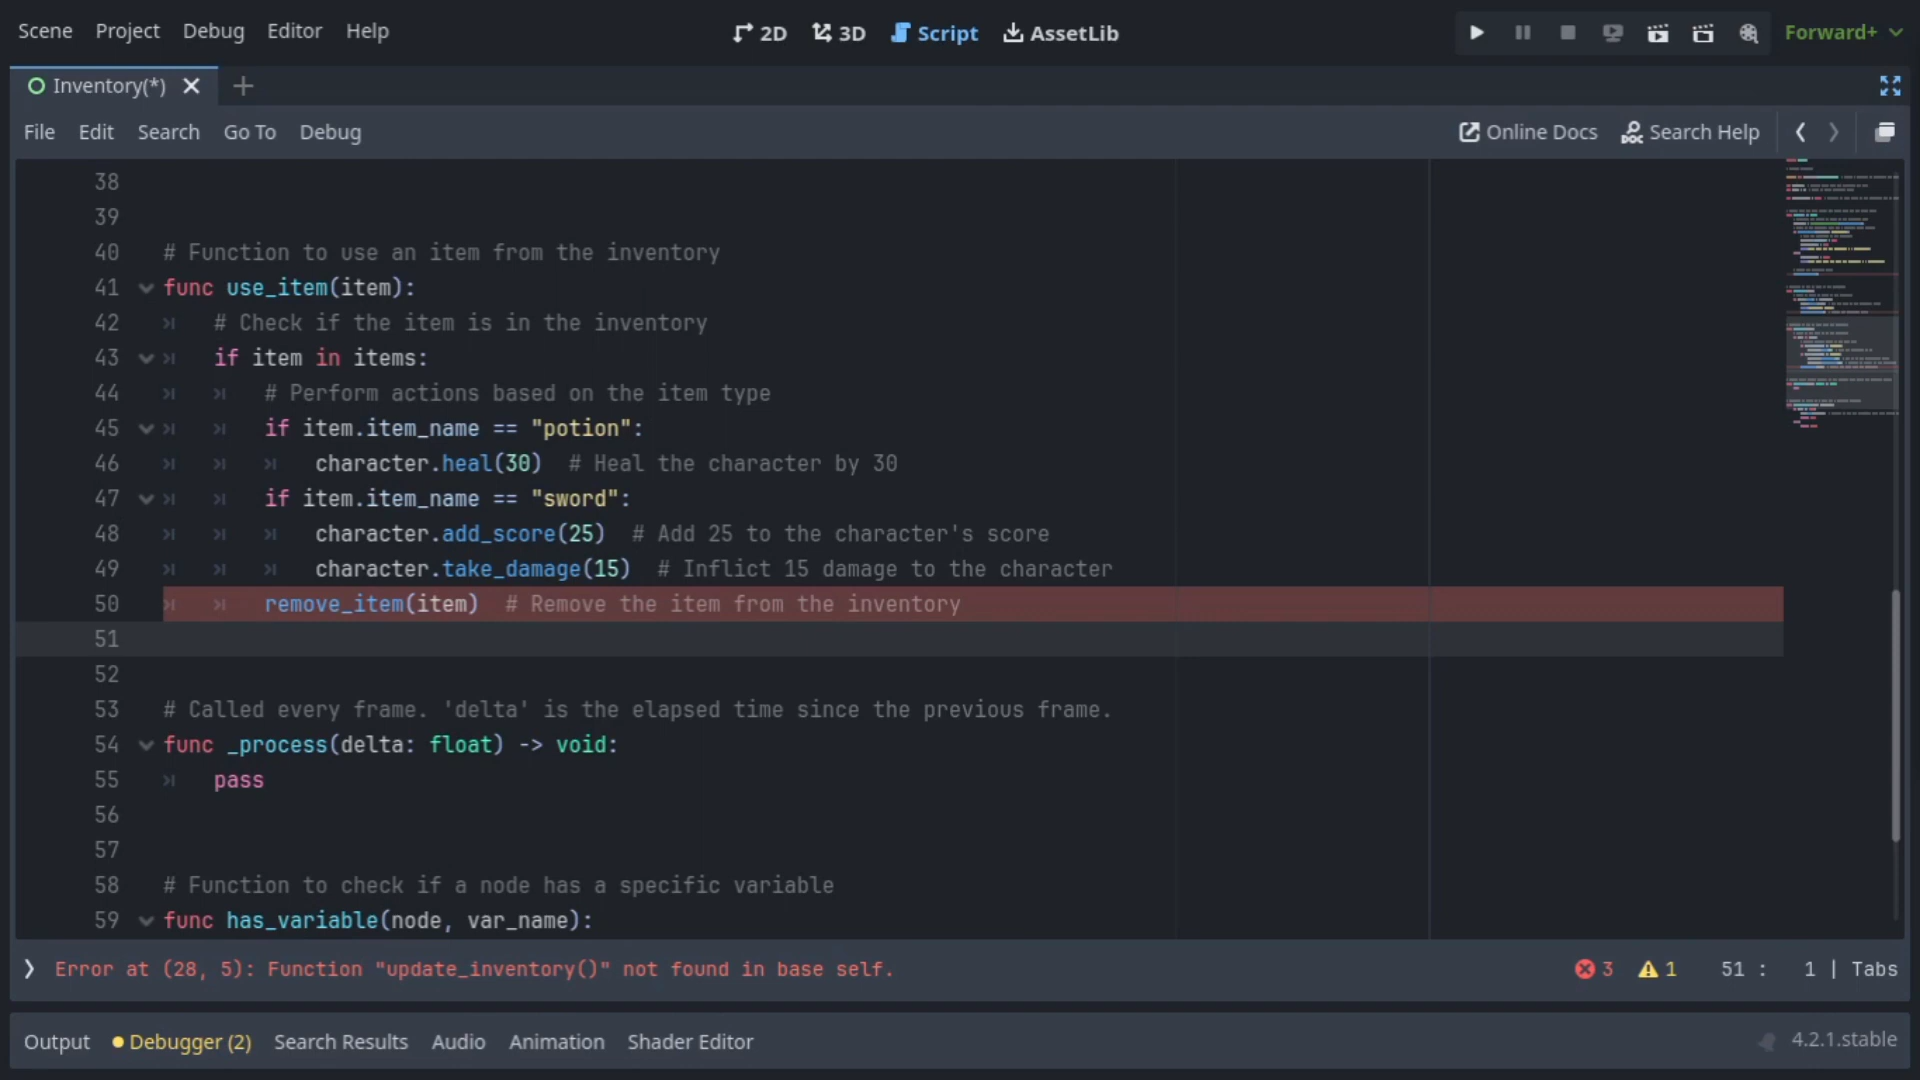 Scene Project Debug Editor Help 2D 3D Script AssetLib Forward+
Inventory(*)
File Edit Search Go To Debug Online Docs Search Help
38
39
40 # Function to use an item from the inventory
41 func use_item(item):
42 # Check if the item is in the inventory
43 if item in items:
44 # Perform actions based on the item type
45 if item.item_name == "potion":
46 character.heal(30)  # Heal the character by 30
47 if item.item_name == "sword":
48 character.add_score(25)  # Add 25 to the character's score
49 character.take_damage(15)  # Inflict 15 damage to the character
50 remove_item(item)  # Remove the item from the inventory
51
52
53 # Called every frame. 'delta' is the elapsed time since the previous frame.
54 func _process(delta: float) -> void:
55 pass
56
57
58 # Function to check if a node has a specific variable
59 func has_variable(node, var_name):
Error at (28, 5): Function "update_inventory()" not found in base self. 3 1 51 : 1 | Tabs
Output Debugger (2) Search Results Audio Animation Shader Editor 4.2.1.stable